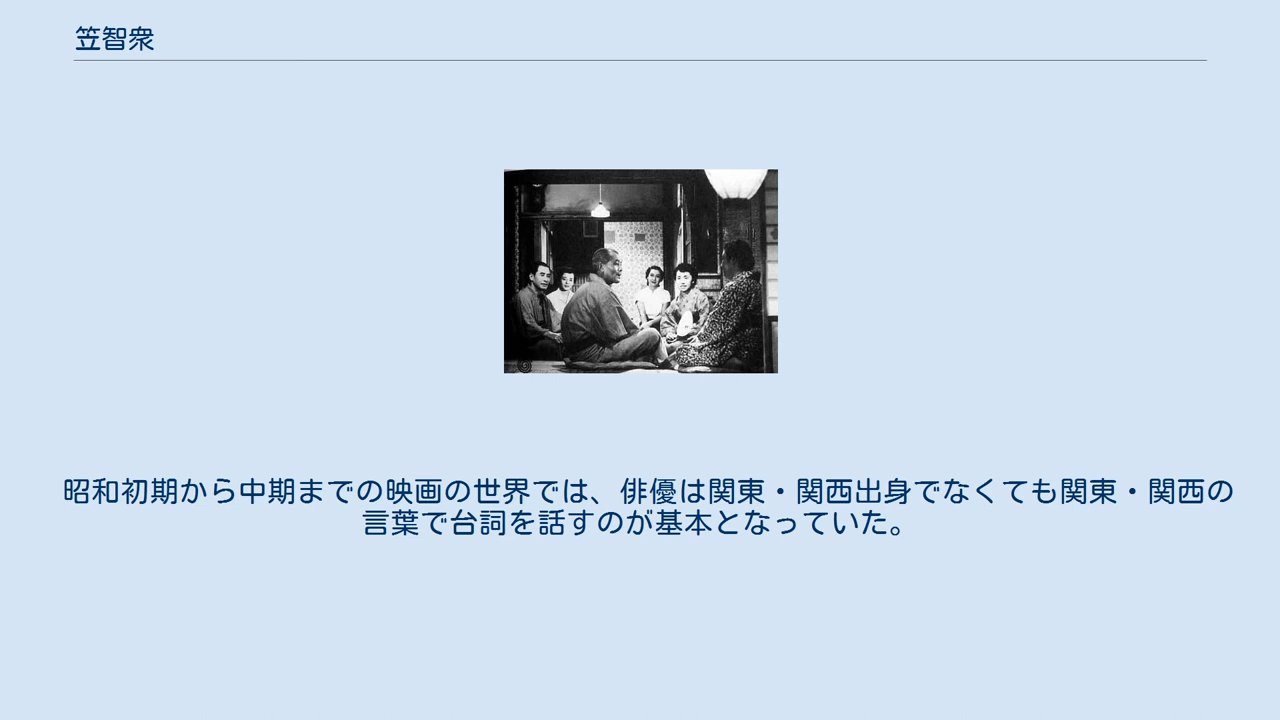 笠智衆
昭和初期から中期までの映画の世界では、俳優は関東・関西出身でなくても関東・関西の
言葉で台詞を話すのが基本となっていた。